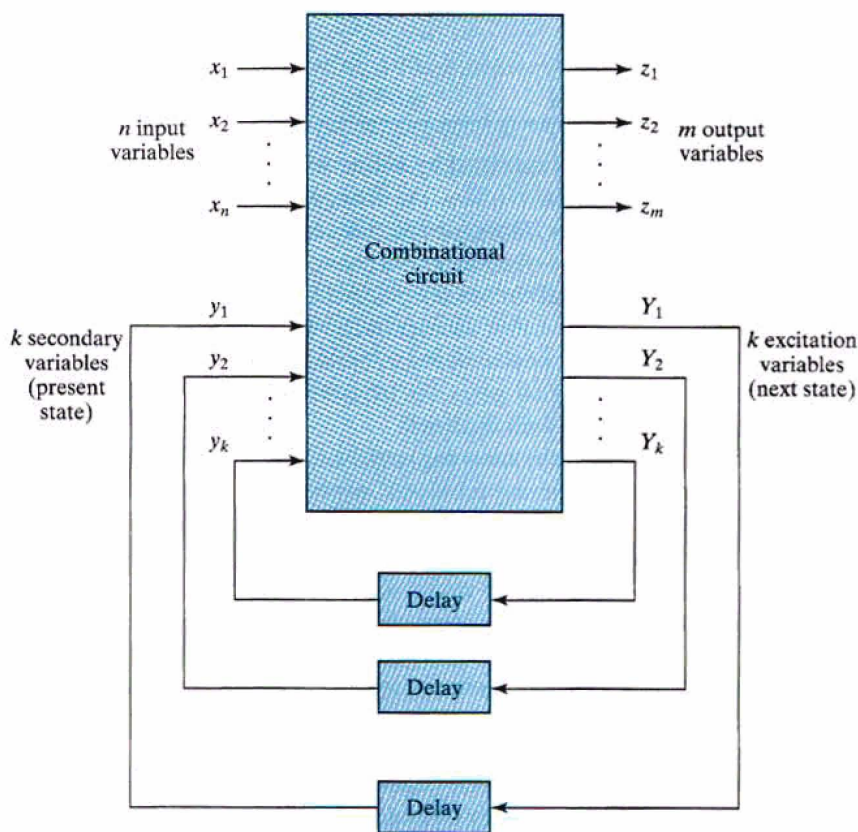 x1
z1
n input
variables
x2
z2
m output
variables
xn
zm
Combinational
circuit
k secondary
variables
(present
state)
y1
Y1
k excitation
variables
(next state)
y2
Y2
yk
Yk
Delay
Delay
Delay